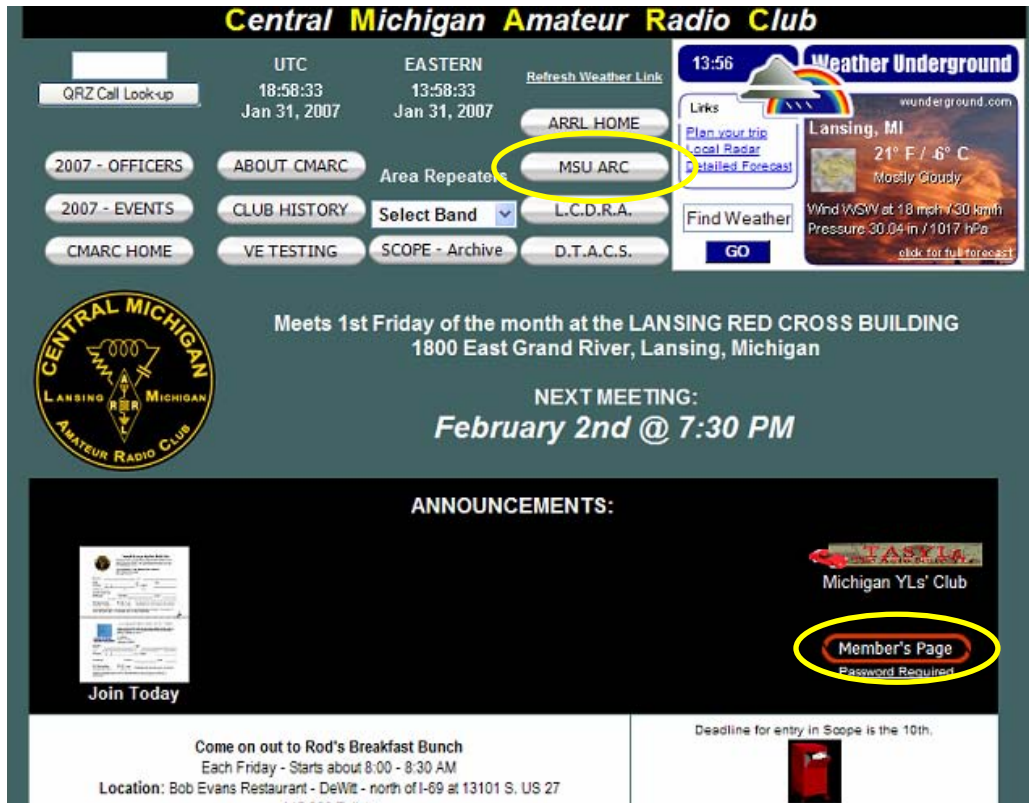 Central Michigan Amateur Radio Club
QRZ Call Look-up
UTC
18:58:33
Jan 31, 2007
EASTERN
13:58:33
Jan 31, 2007
Refresh Weather Link
ARRL HOME
2007 - OFFICERS
ABOUT CMARC
Area Repeaters
MSU ARC
2007 - EVENTS
CLUB HISTORY
Select Band
L.C.D.R.A.
CMARC HOME
VE TESTING
SCOPE - Archive
D.T.A.C.S.
13:56
Weather Underground
wunderground.com
Links
Plan your trip
Local Radar
Detailed Forecast
Find Weather
GO
Lansing, MI
21° F / -6° C
Mostly Cloudy
Wind WSW at 18 mph / 30 km/h
Pressure 30.04 in / 1017 hPa
click for full forecast
CENTRAL MICHIGAN
LANSING MICHIGAN
A
R R
L
AMATEUR RADIO CLUB
Meets 1st Friday of the month at the LANSING RED CROSS BUILDING
1800 East Grand River, Lansing, Michigan
NEXT MEETING:
February 2nd @ 7:30 PM
ANNOUNCEMENTS:
Join Today
TASYLs
Michigan YLs' Club
Member's Page
Password Required
Come on out to Rod's Breakfast Bunch
Each Friday - Starts about 8:00 - 8:30 AM
Location: Bob Evans Restaurant - DeWitt - north of I-69 at 13101 S. US 27
Deadline for entry in Scope is the 10th.